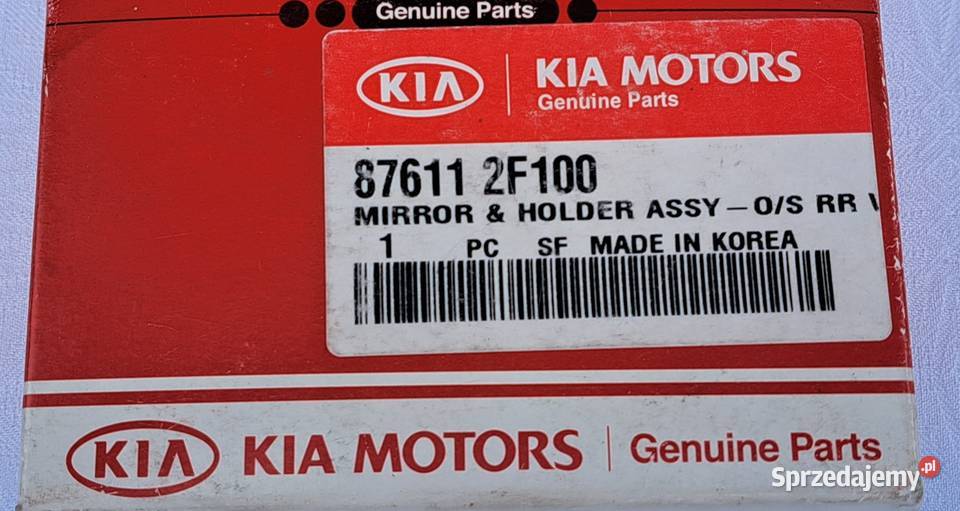 Genuine Parts
KIA KIA MOTORS
Genuine Parts
87611 2F100
MIRROR & HOLDER ASSY-O/S RR
1 PC SF MADE IN KOREA
KIA KIA MOTORS Genuine Parts
Sprzedajemy.pl